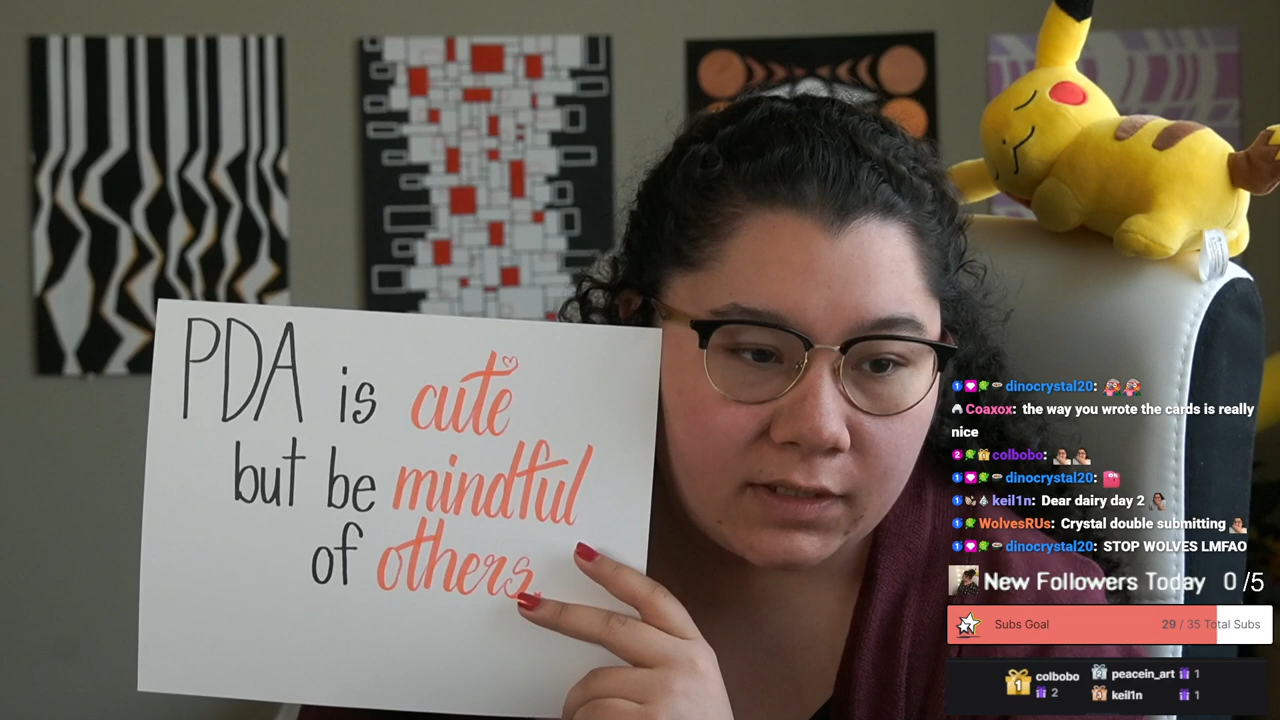 PDA is cute
but be mindful
of others.
dinocrystal20:
Coaxox: the way you wrote the cards is really
nice
colbobo:
dinocrystal20:
keil1n: Dear dairy day 2
WolvesRUs: Crystal double submitting
dinocrystal20: STOP WOLVES LMFAO
New Followers Today 0 /5
Subs Goal 29 / 35 Total Subs
colbobo 2
peacein_art 1
keil1n 1